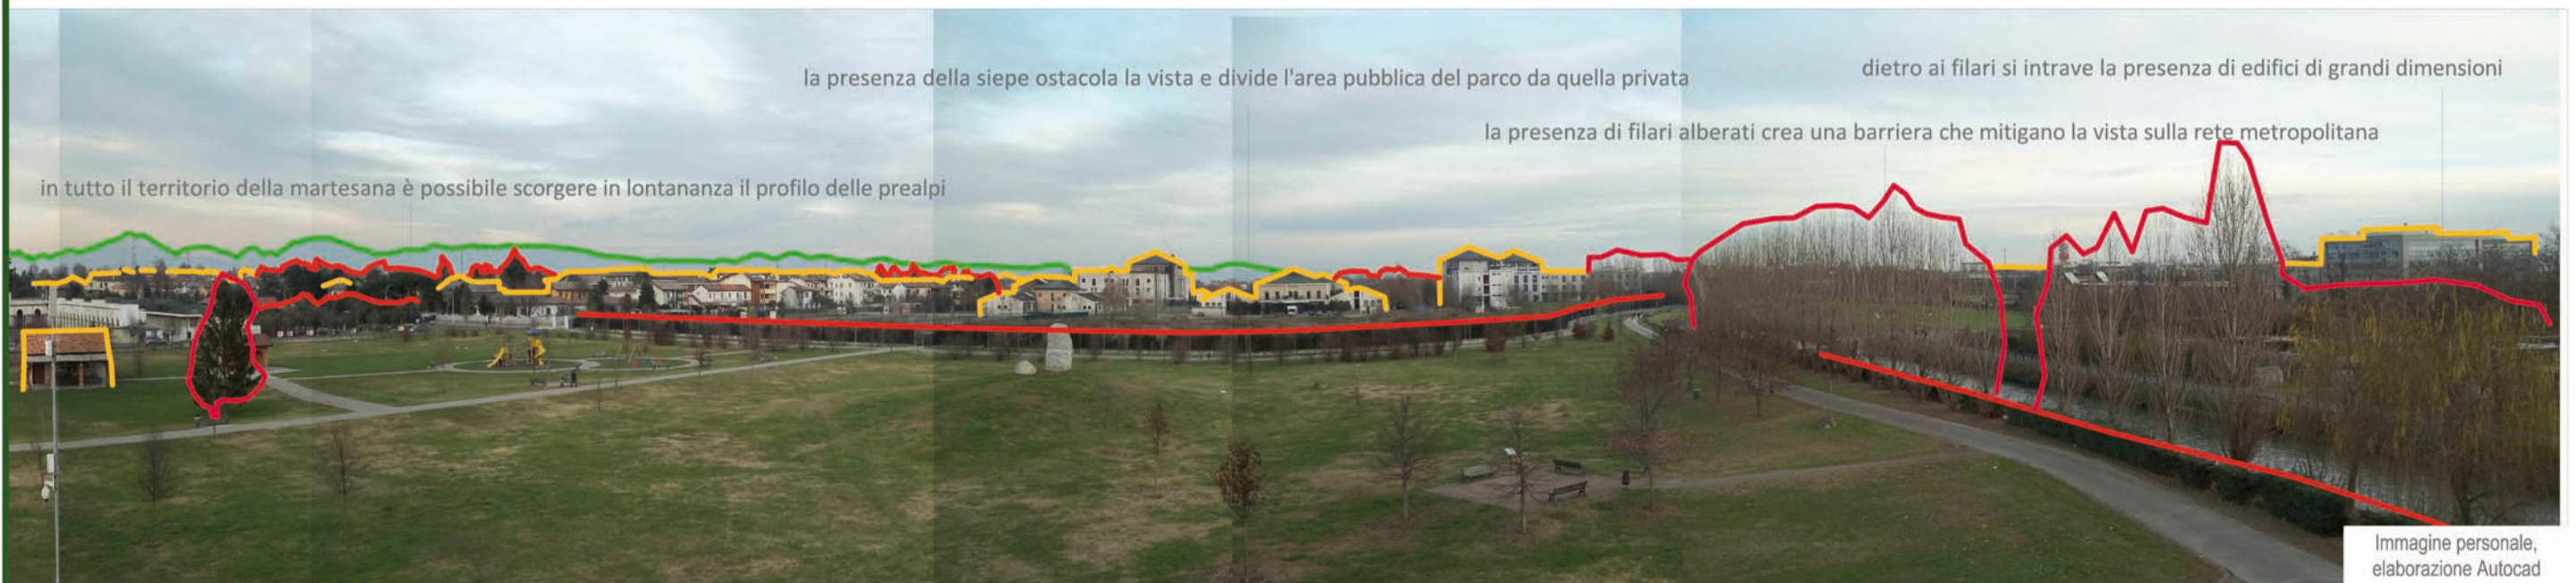 la presenza della siepe ostacola la vista e divide l'area pubblica del parco da quella privata
dietro ai filari si intrave la presenza di edifici di grandi dimensioni
la presenza di filari alberati crea una barriera che mitigano la vista sulla rete metropolitana
in tutto il territorio della martesana è possibile scorgere in lontananza il profilo delle prealpi
Immagine personale,
elaborazione Autocad